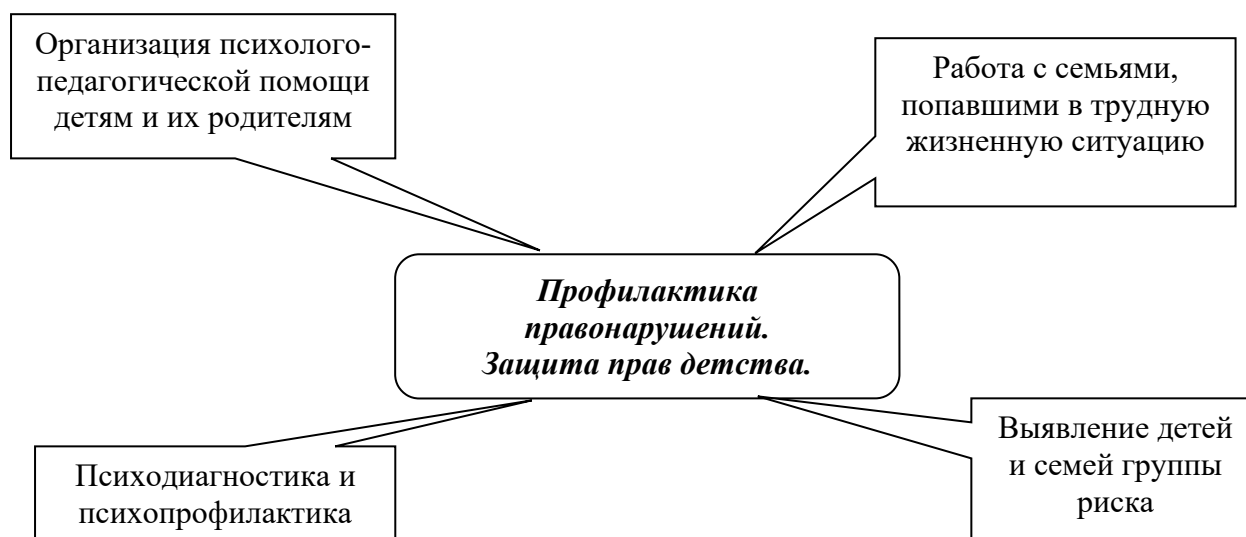 Организация психолого-
педагогической помощи
детям и их родителям
Работа с семьями,
попавшими в трудную
жизненную ситуацию
Профилактика
правонарушений.
Защита прав детства.
Психодиагностика и
психопрофилактика
Выявление детей
и семей группы
риска